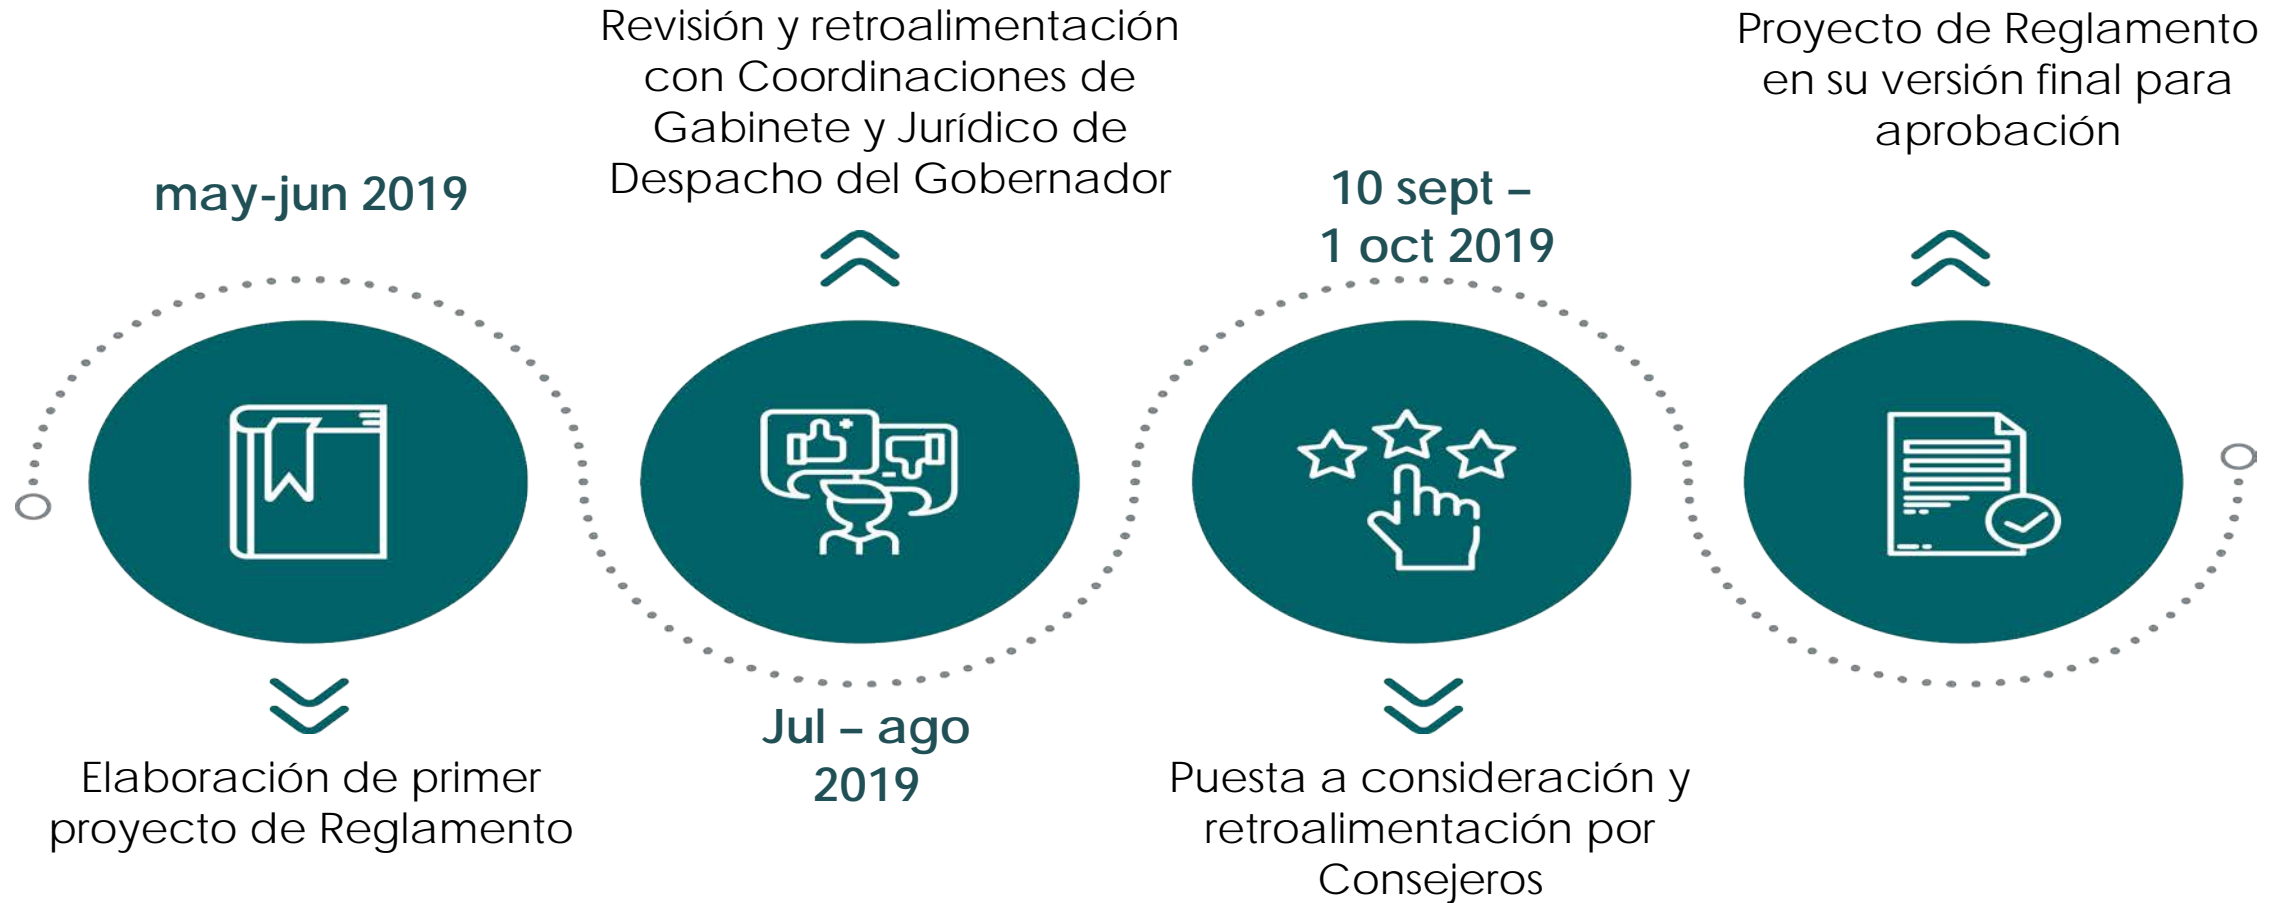 may-jun 2019
Elaboración de primer
proyecto de Reglamento
Revisión y retroalimentación
con Coordinaciones de
Gabinete y Jurídico de
Despacho del Gobernador
Jul – ago
2019
10 sept –
1 oct 2019
Puesta a consideración y
retroalimentación por
Consejeros
Proyecto de Reglamento
en su versión final para
aprobación